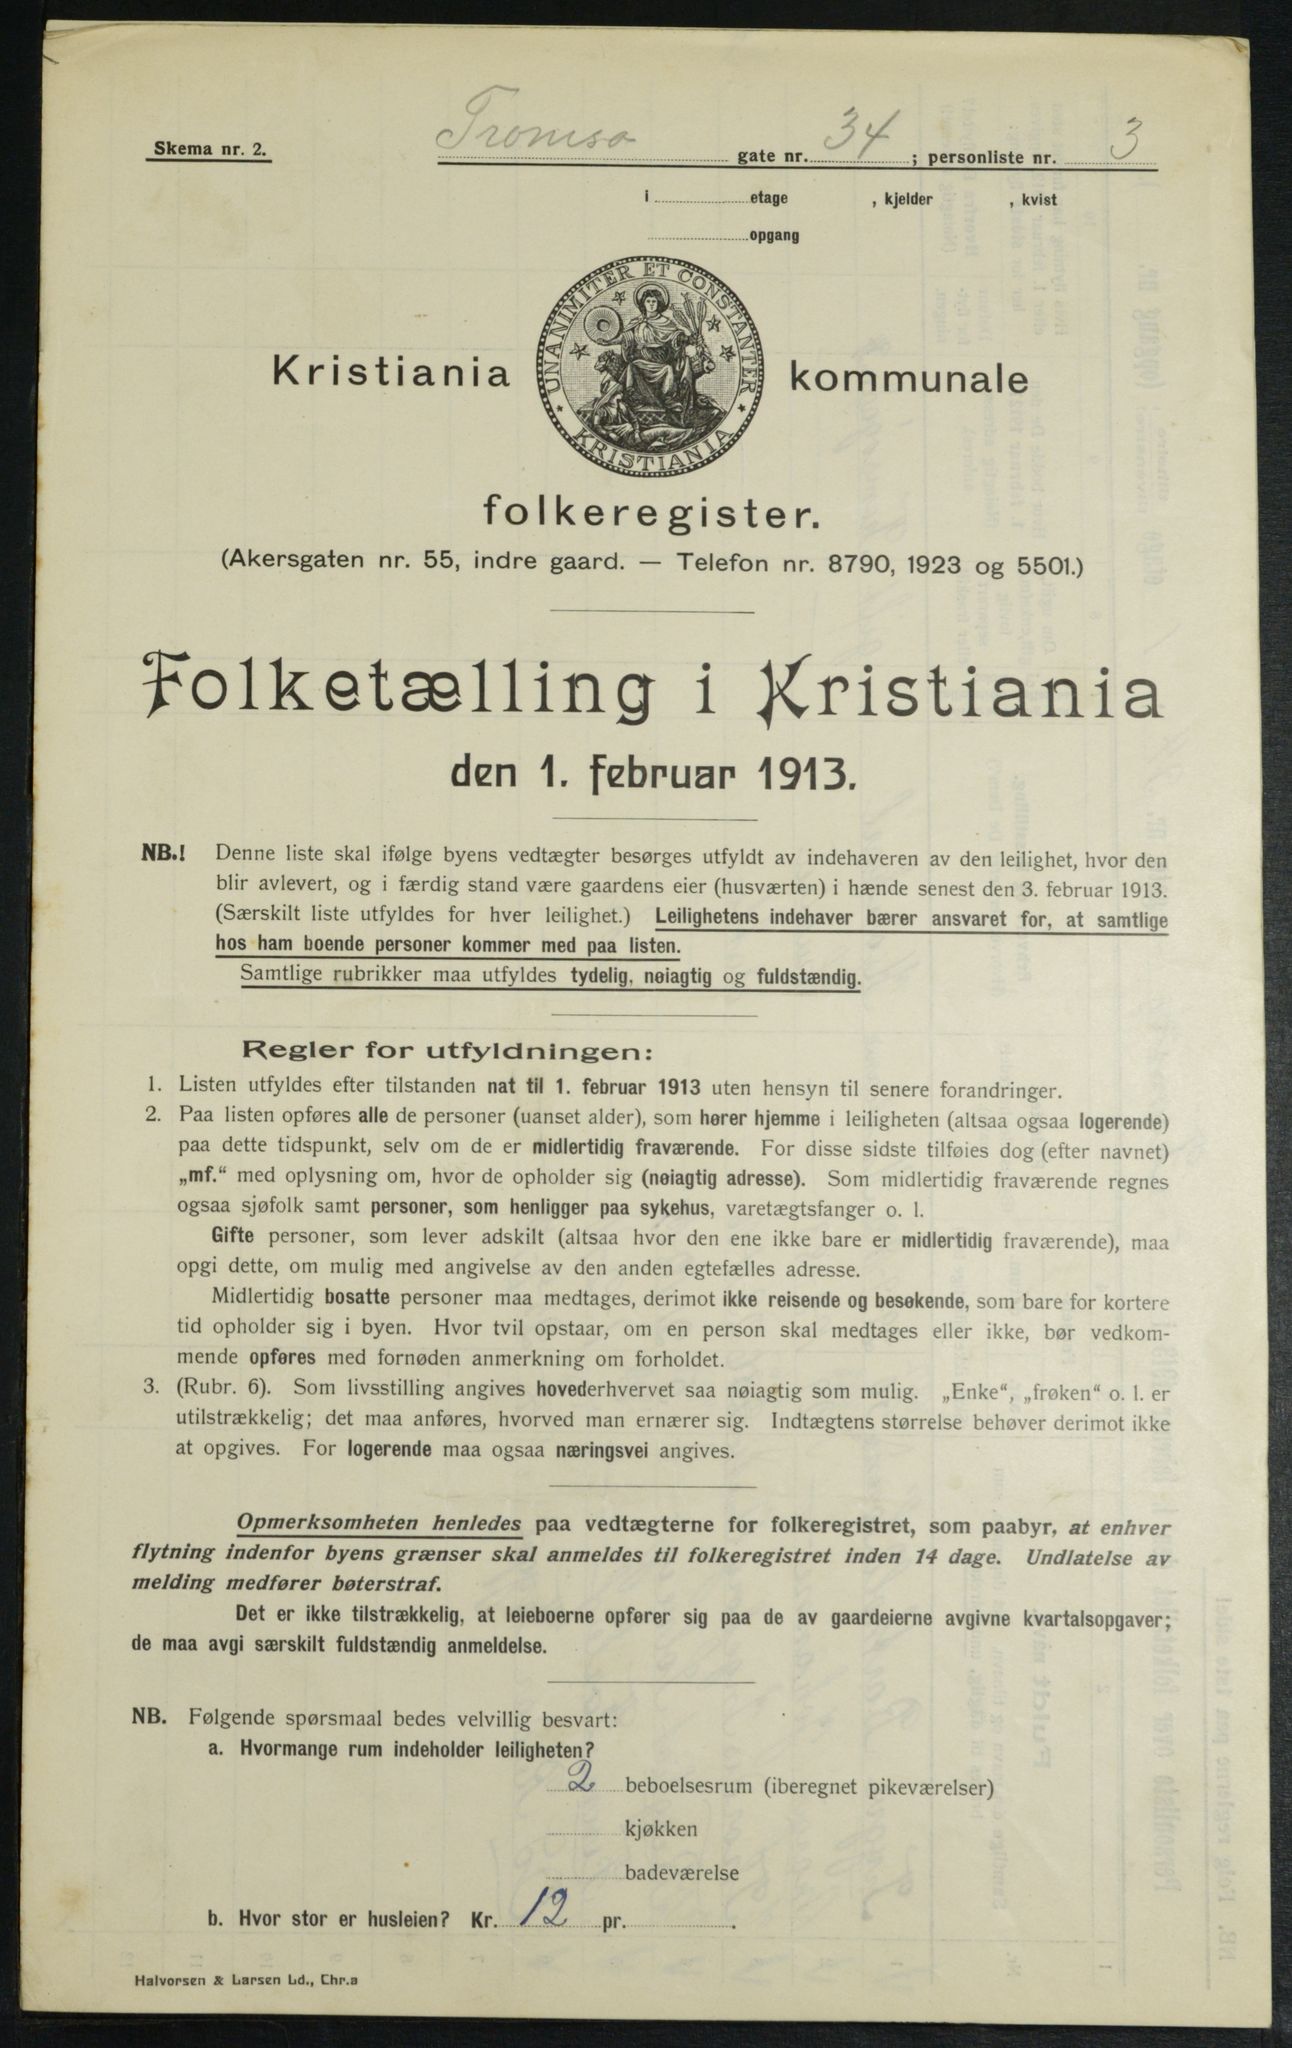 Skema nr. 2.
Tromsø gate nr. 34 ; personliste nr. 3
i etage , kjelder , kvist
opgang
UNANIMITER ET CONSTANTER
KRISTIANIA
Kristiania kommunale
folkeregister.
(Akersgaten nr. 55, indre gaard. — Telefon nr. 8790, 1923 og 5501.)
Folketælling i Kristiania
den 1. februar 1913.
NB.! Denne liste skal ifølge byens vedtægter besørges utfyldt av indehaveren av den leilighet, hvor den
blir avlevert, og i færdig stand være gaardens eier (husværten) i hænde senest den 3. februar 1913.
(Særskilt liste utfyldes for hver leilighet.) Leilighetens indehaver bærer ansvaret for, at samtlige
hos ham boende personer kommer med paa listen.
Samtlige rubrikker maa utfyldes tydelig, nøiagtig og fuldstændig.
Regler for utfyldningen:
1. Listen utfyldes efter tilstanden nat til 1. februar 1913 uten hensyn til senere forandringer.
2. Paa listen opføres alle de personer (uanset alder), som hører hjemme i leiligheten (altsaa ogsaa logerende)
paa dette tidspunkt, selv om de er midlertidig fraværende. For disse sidste tilføies dog (efter navnet)
„mf.“ med oplysning om, hvor de opholder sig (nøiagtig adresse). Som midlertidig fraværende regnes
ogsaa sjøfolk samt personer, som henligger paa sykehus, varetægtsfanger o. l.
Gifte personer, som lever adskilt (altsaa hvor den ene ikke bare er midlertidig fraværende), maa
opgi dette, om mulig med angivelse av den anden egtefælles adresse.
Midlertidig bosatte personer maa medtages, derimot ikke reisende og besøkende, som bare for kortere
tid opholder sig i byen. Hvor tvil opstaar, om en person skal medtages eller ikke, bør vedkom-
mende opføres med fornøden anmerkning om forholdet.
3. (Rubr. 6). Som livsstilling angives hovederhvervet saa nøiagtig som mulig. „Enke“, „frøken“ o. l. er
utilstrækkelig; det maa anføres, hvorved man ernærer sig. Indtægtens størrelse behøver derimot ikke
at opgives. For logerende maa ogsaa næringsvei angives.
Opmerksomheten henledes paa vedtægterne for folkeregistret, som paabyr, at enhver
flytning indenfor byens grænser skal anmeldes til folkeregistret inden 14 dage. Undlatelse av
melding medfører bøterstraf.
Det er ikke tilstrækkelig, at leieboerne opfører sig paa de av gaardeierne avgivne kvartalsopgaver;
de maa avgi særskilt fuldstændig anmeldelse.
NB. Følgende spørsmaal bedes velvillig besvart:
a. Hvormange rum indeholder leiligheten?
2 beboelsesrum (iberegnet pikeværelser)
kjøkken
badeværelse
b. Hvor stor er husleien? Kr. 12 pr. .
Halvorsen & Larsen Ld., Chr.a